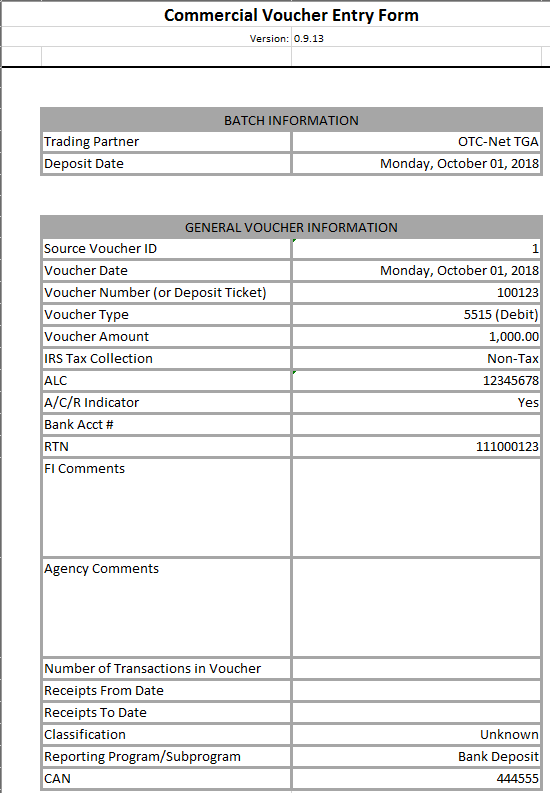 Commercial Voucher Entry Form
Version: 0.9.13
BATCH INFORMATION
Trading Partner OTC-Net TGA
Deposit Date Monday, October 01, 2018
GENERAL VOUCHER INFORMATION
Source Voucher ID 1
Voucher Date Monday, October 01, 2018
Voucher Number (or Deposit Ticket) 100123
Voucher Type 5515 (Debit)
Voucher Amount 1,000.00
IRS Tax Collection Non-Tax
ALC 12345678
A/C/R Indicator Yes
Bank Acct #
RTN 111000123
FI Comments
Agency Comments
Number of Transactions in Voucher
Receipts From Date
Receipts To Date
Classification Unknown
Reporting Program/Subprogram Bank Deposit
CAN 444555